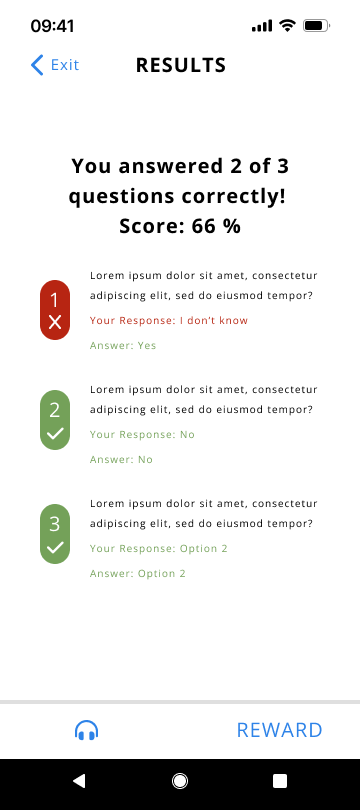 09:41
Exit
RESULTS
You answered 2 of 3
questions correctly!
Score: 66 %
1
Lorem ipsum dolor sit amet, consectetur
adipiscing elit, sed do eiusmod tempor?
Your Response: I don't know
Answer: Yes
2
Lorem ipsum dolor sit amet, consectetur
adipiscing elit, sed do eiusmod tempor?
Your Response: No
Answer: No
3
Lorem ipsum dolor sit amet, consectetur
adipiscing elit, sed do eiusmod tempor?
Your Response: Option 2
Answer: Option 2
REWARD